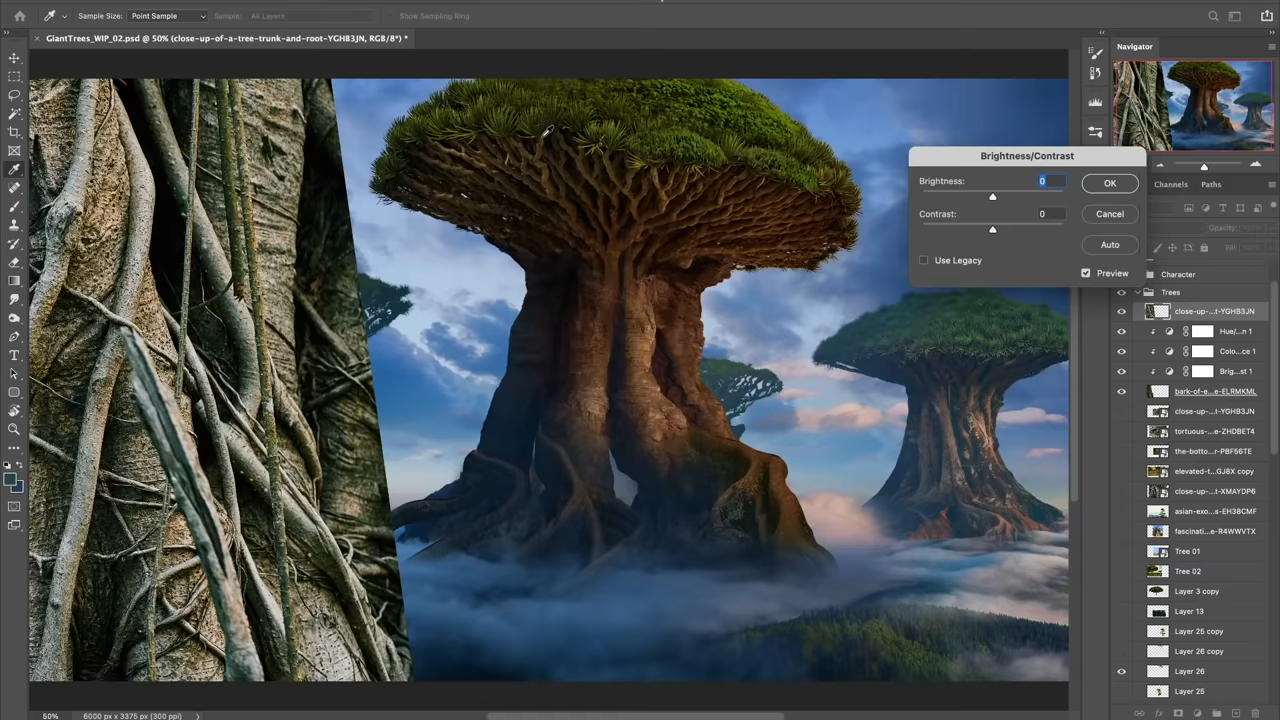 Sample Size: Point Sample Sample: All Layers Show Sampling Ring
× GiantTrees_WIP_02.psd @ 50% (close-up-of-a-tree-trunk-and-root-YGHB3JN, RGB/8*) *
Navigator
Brightness/Contrast
Brightness: 0
OK
Contrast: 0
Cancel
Auto
Use Legacy
Preview
Channels Paths
Opacity:
Fill:
Character
Trees
close-up-...t-YGHB3JN
Hue/...n 1
Colo...ce 1
Brig...st 1
bark-of-e...e-ELRMKML
close-up-...t-YGHB3JN
tortuous-...e-ZHDBET4
the-botto...r-PBF56TE
elevated-t...GJ8X copy
close-up-...t-XMAYDP6
asian-exo...s-EH38CMF
fascinati...e-R4WWVTX
Tree 01
Tree 02
Layer 3 copy
Layer 13
Layer 25 copy
Layer 26 copy
Layer 26
Layer 25
50% 6000 px x 3375 px (300 ppi)